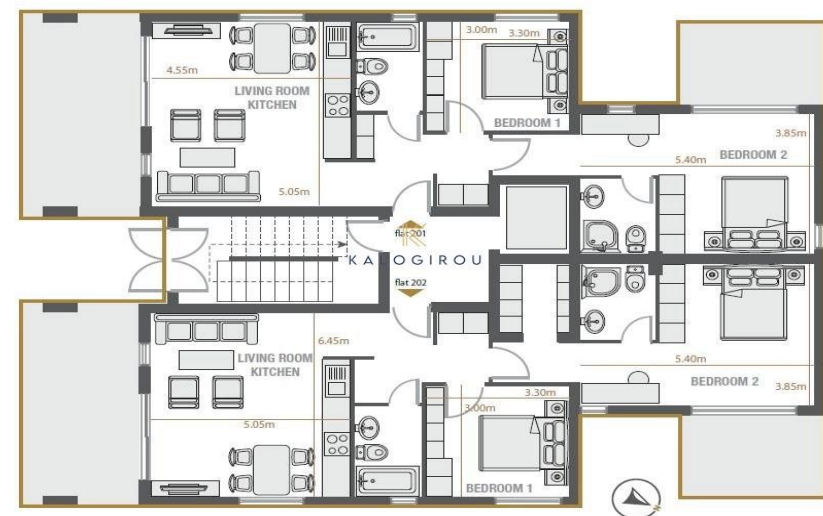 3.00m
3.30m
4.55m
LIVING ROOM
KITCHEN
BEDROOM 1
3.85m
BEDROOM 2
5.40m
5.05m
flat 201
KALOGIROU
flat 202
6.45m
LIVING ROOM
KITCHEN
5.40m
BEDROOM 2
3.85m
3.30m
3.00m
5.05m
BEDROOM 1